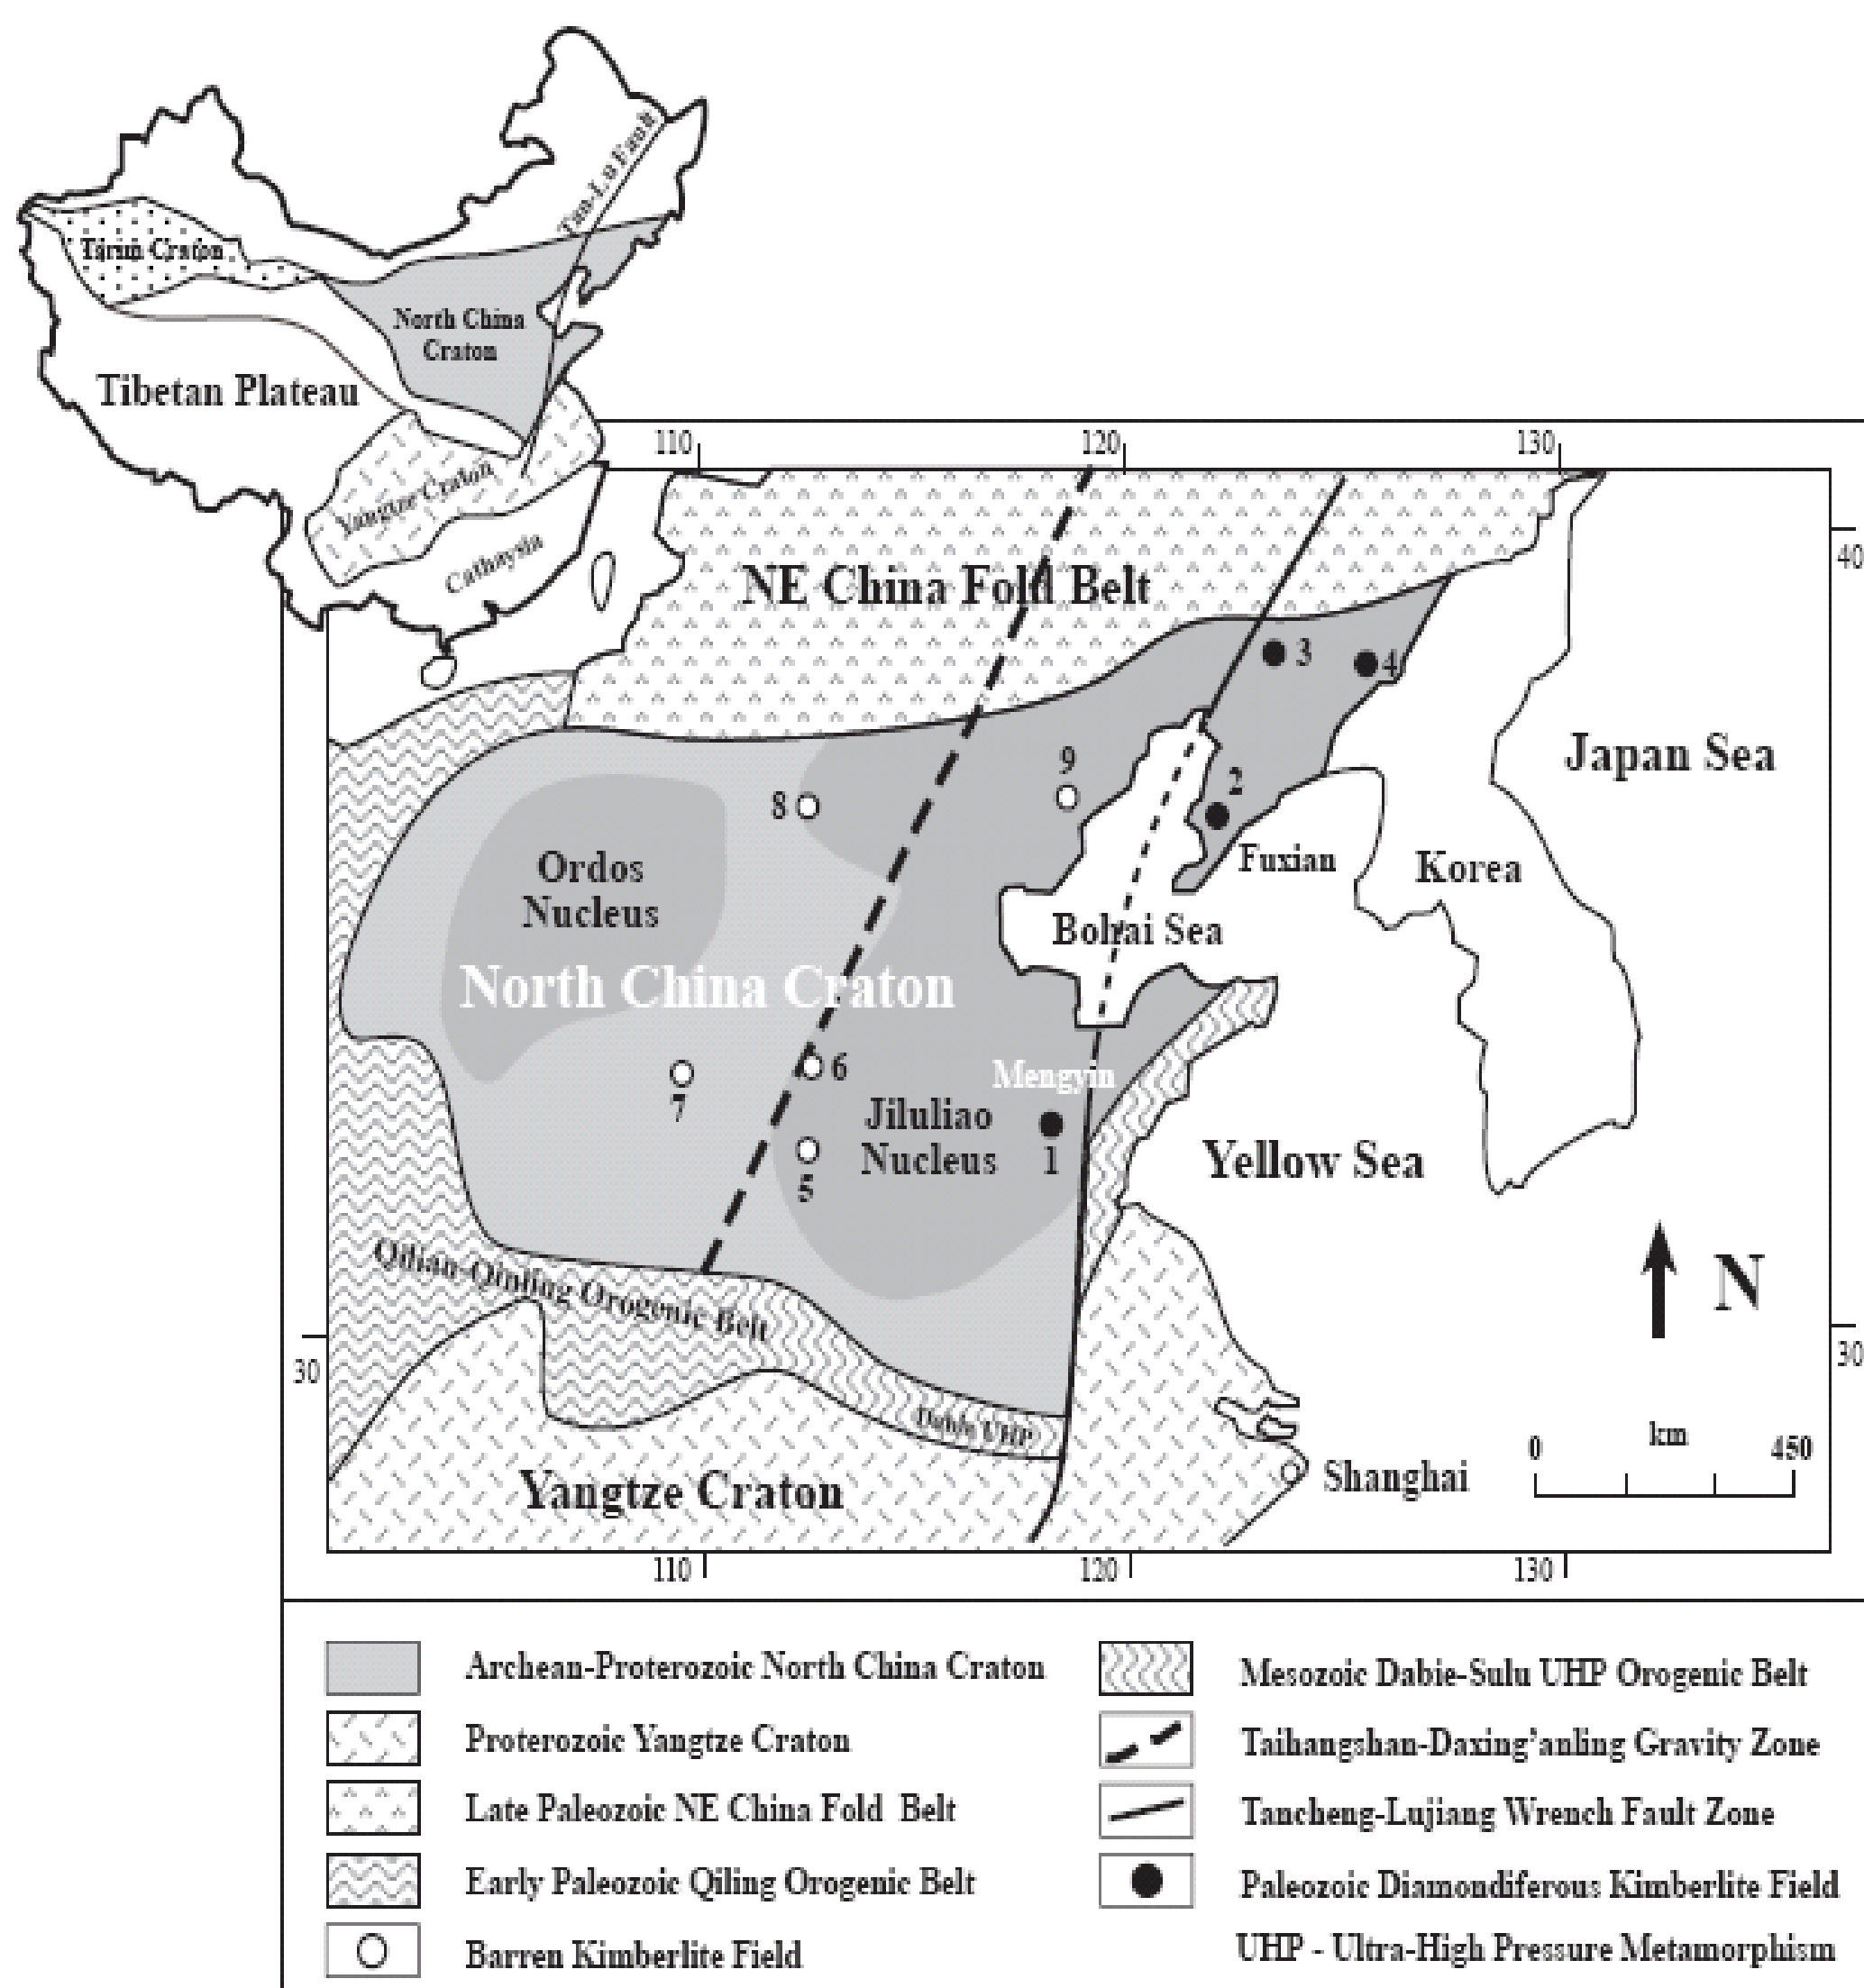 Tan-Lu Fault
Tarim Craton
North China
Craton
Tibetan Plateau
Yangtze Craton
Cathaysia
110
120
130
40
NE China Fold Belt
3
4
Japan Sea
9
2
8
Ordos
Nucleus
Fuxian
Korea
Bohai Sea
North China Craton
6
Mengyin
7
Jiluliao
Nucleus
1
5
Yellow Sea
N
Qilian-Qinling Orogenic Belt
30
30
Dabie UHP
0
km
450
Yangtze Craton
Shanghai
110
120
130
Archean-Proterozoic North China Craton
Proterozoic Yangtze Craton
Late Paleozoic NE China Fold Belt
Early Paleozoic Qiling Orogenic Belt
Barren Kimberlite Field
Mesozoic Dabie-Sulu UHP Orogenic Belt
Taihangshan-Daxing'anling Gravity Zone
Tancheng-Lujiang Wrench Fault Zone
Paleozoic Diamondiferous Kimberlite Field
UHP - Ultra-High Pressure Metamorphism